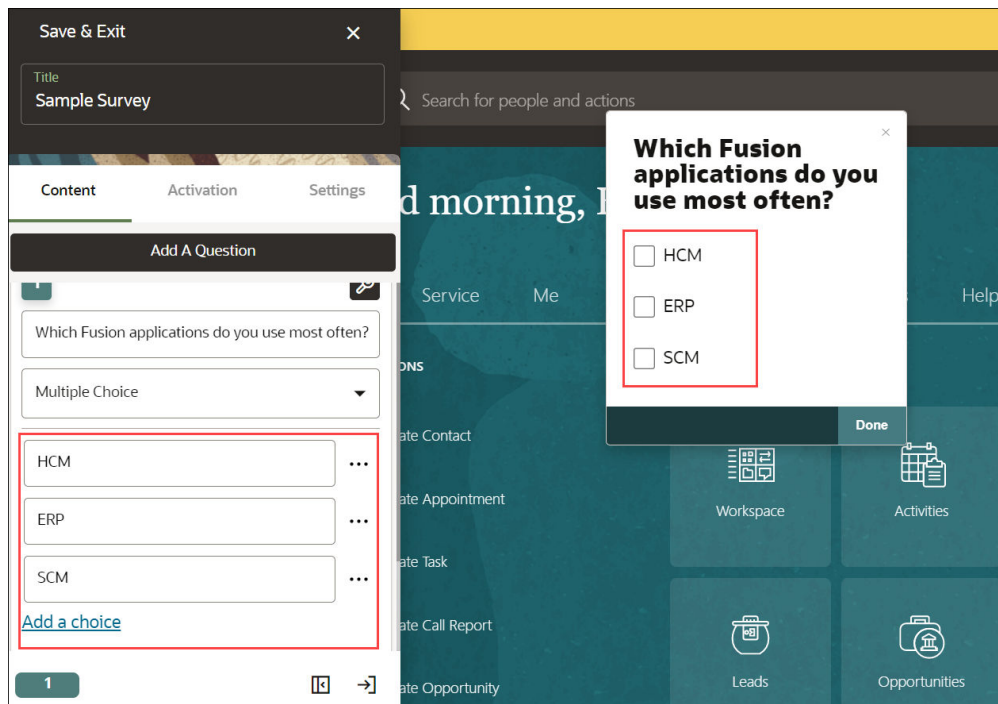 Save & Exit
Title
Sample Survey
Content
Activation
Settings
Add A Question
1
Which Fusion applications do you use most often?
Multiple Choice
HCM
ERP
SCM
Add a choice
1
Search for people and actions
d morning,
Service
Me
Help
ONS
ate Contact
ate Appointment
ate Task
ate Call Report
ate Opportunity
Which Fusion
applications do you
use most often?
HCM
ERP
SCM
Done
Workspace
Activities
Leads
Opportunities